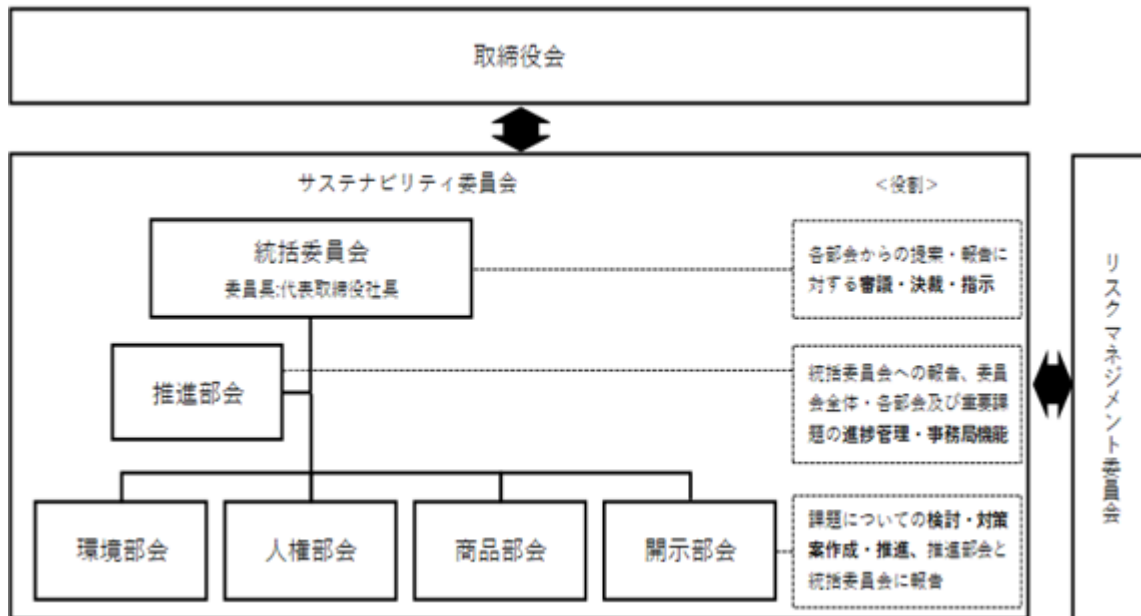 取締役会
サステナビリティ委員会
<役割>
統括委員会
委員長:代表取締役社長
各部会からの提案・報告に
対する審議・決裁・指示
推進部会
統括委員会への報告、委員
会全体・各部会及び重要課
題の進捗管理・事務局機能
環境部会
人権部会
商品部会
開示部会
課題についての検討・対策
案作成・推進、推進部会と
統括委員会に報告
リスクマネジメント委員会